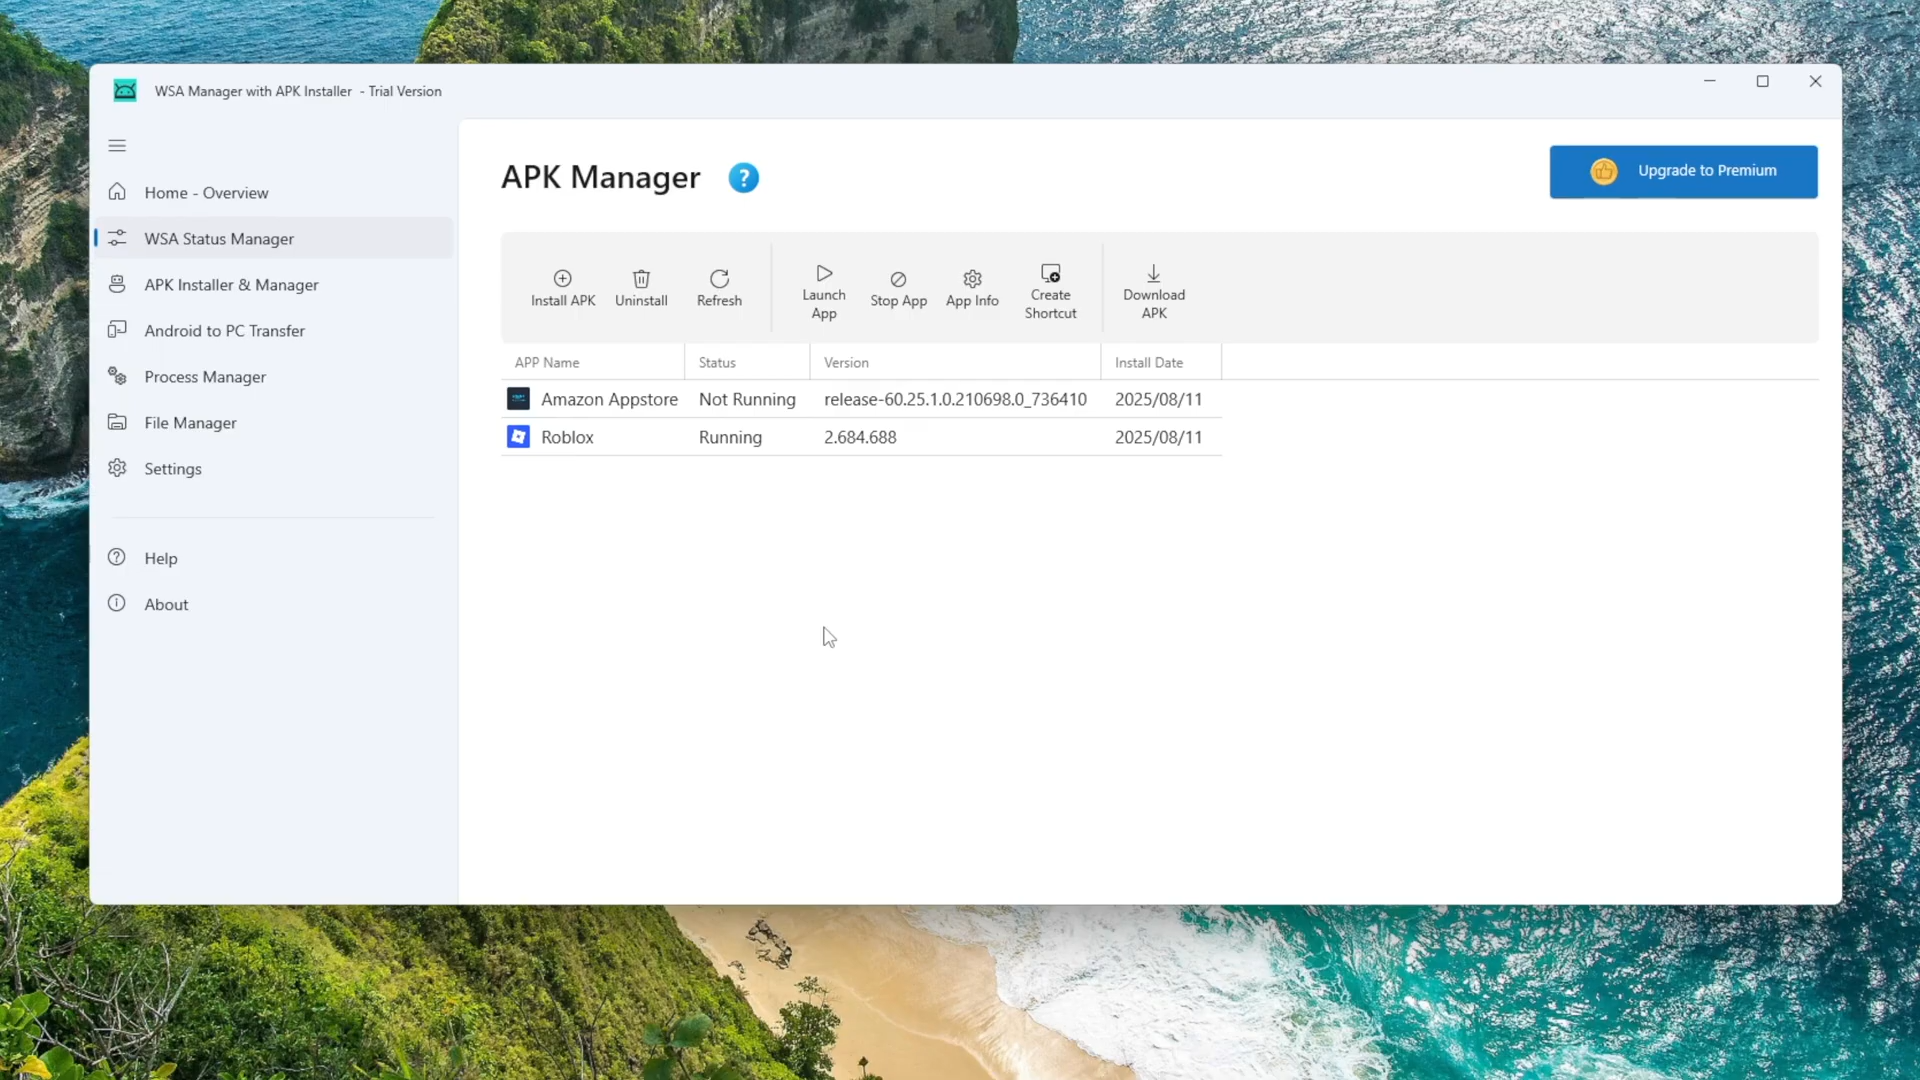 WSA Manager with APK Installer - Trial Version
Home - Overview
WSA Status Manager
APK Installer & Manager
Android to PC Transfer
Process Manager
File Manager
Settings
Help
About
APK Manager
?
Upgrade to Premium
Install APK
Uninstall
Refresh
Launch
App
Stop App
App Info
Create
Shortcut
Download
APK
APP Name Status Version Install Date
Amazon Appstore Not Running release-60.25.1.0.210698.0_736410 2025/08/11
Roblox Running 2.684.688 2025/08/11